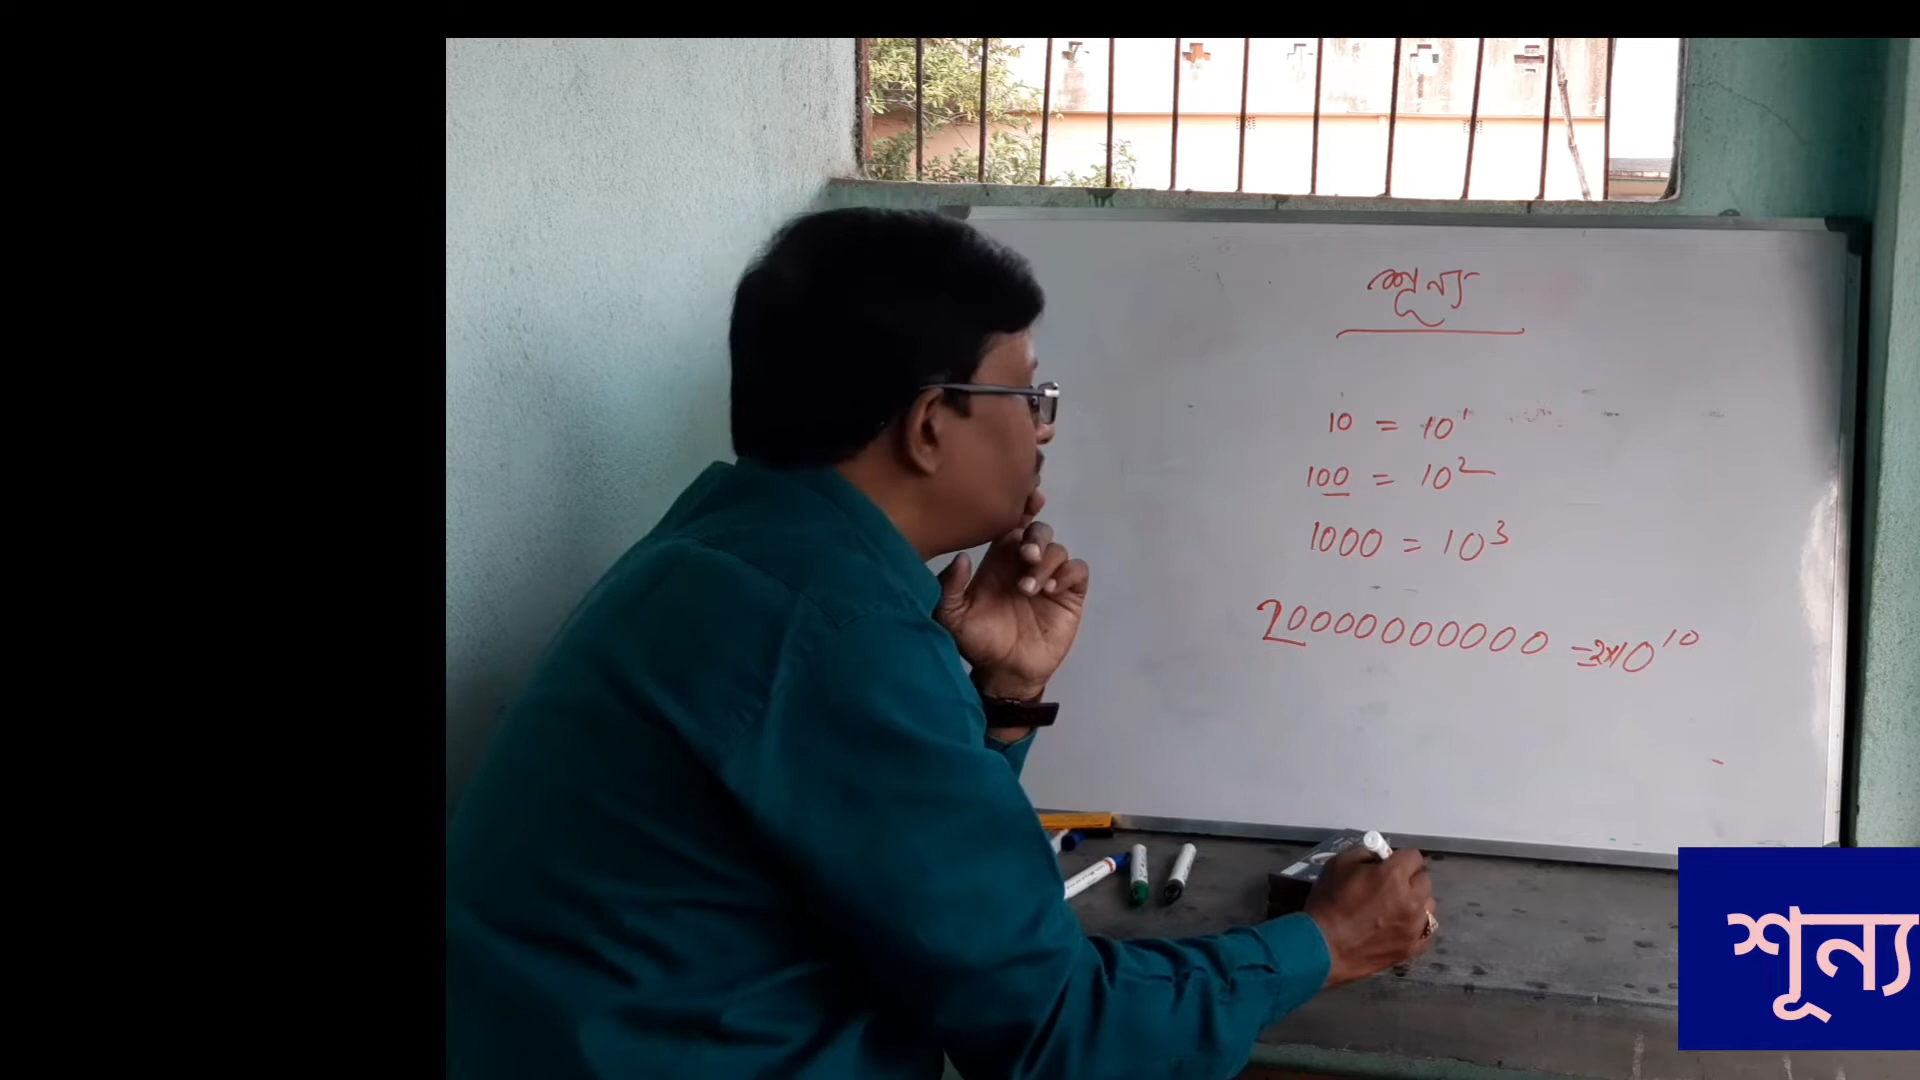 শূন্য
10 = 10¹
100 = 10²
1000 = 10³
20000000000 = 2×10¹⁰
শূন্য